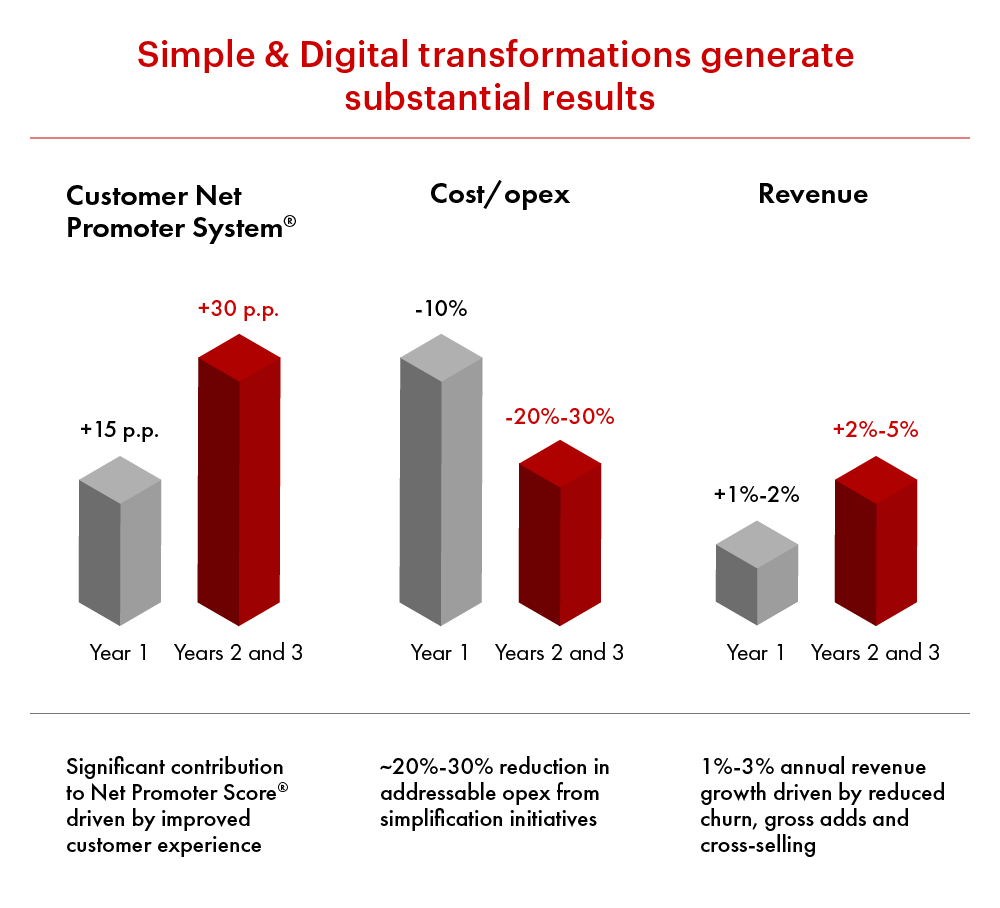 Simple & Digital transformations generate
substantial results
Customer Net
Promoter System®
+15 p.p.
+30 p.p.
Year 1
Years 2 and 3
Significant contribution
to Net Promoter Score®
driven by improved
customer experience
Cost/opex
-10%
-20%-30%
Year 1
Years 2 and 3
~20%-30% reduction in
addressable opex from
simplification initiatives
Revenue
+1%-2%
+2%-5%
Year 1
Years 2 and 3
1%-3% annual revenue
growth driven by reduced
churn, gross adds and
cross-selling